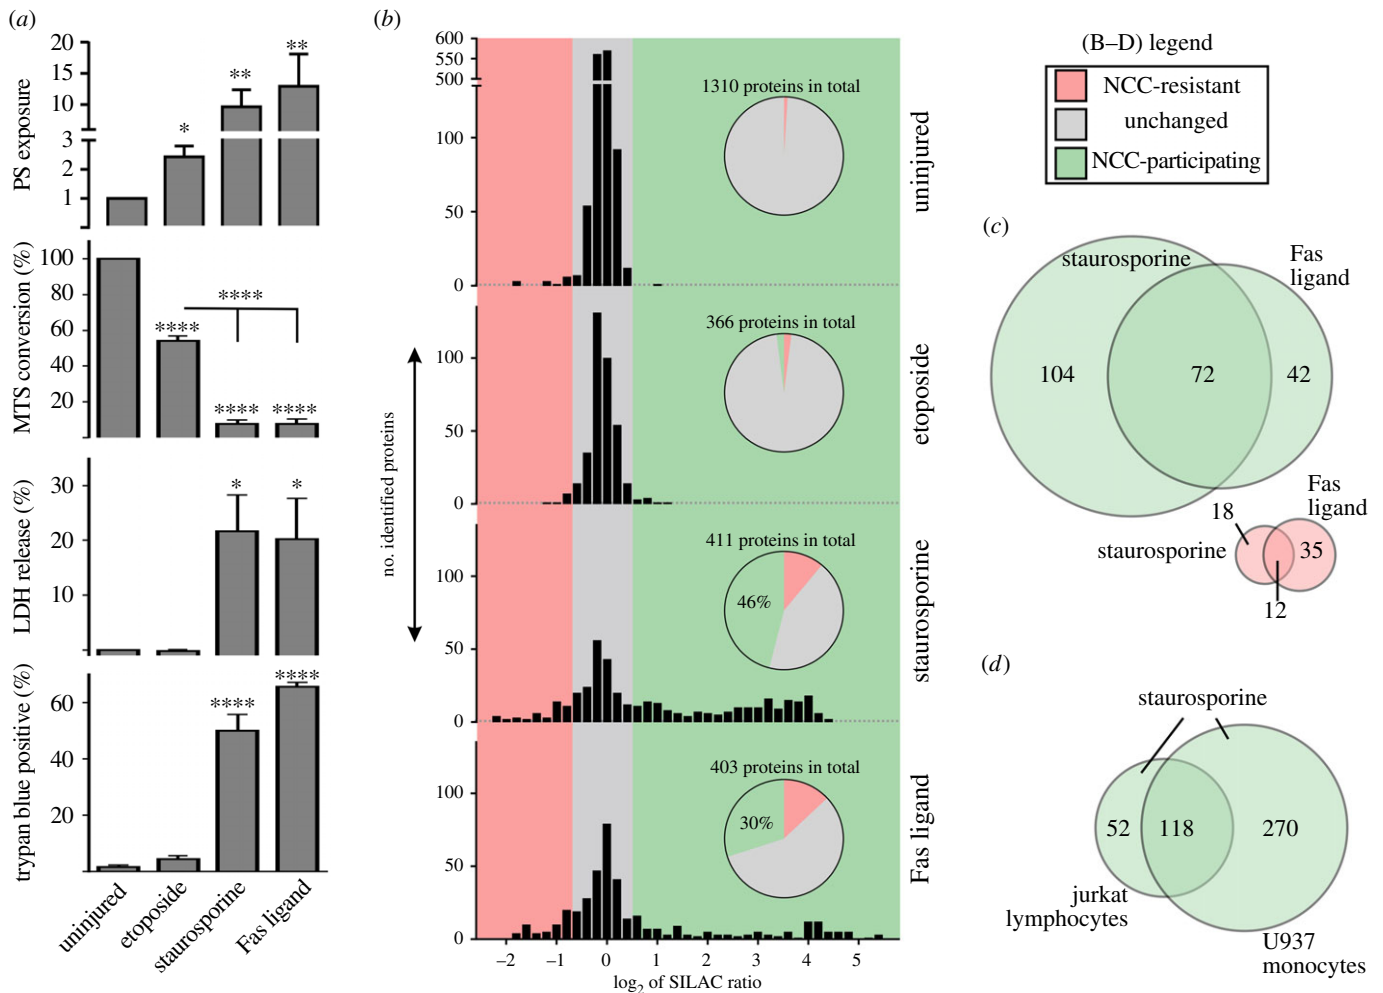 (a)
20
15
10
3
2
1
PS exposure
*
**
**
100
80
60
40
20
MTS conversion (%)
****
****
****
****
30
20
10
LDH release (%)
*
*
60
40
20
trypan blue positive (%)
****
****
uninjured
etoposide
staurosporine
Fas ligand
(b)
no. identified proteins
600
550
500
100
50
0
1310 proteins in total
uninjured
100
50
0
366 proteins in total
etoposide
100
50
0
411 proteins in total
46%
staurosporine
100
50
0
403 proteins in total
30%
Fas ligand
–2 –1 0 1 2 3 4 5
log2 of SILAC ratio
(B–D) legend
NCC-resistant
unchanged
NCC-participating
(c)
staurosporine
Fas
ligand
104
72
42
18
Fas
ligand
staurosporine
35
12
(d)
staurosporine
52
118
270
jurkat
lymphocytes
U937
monocytes